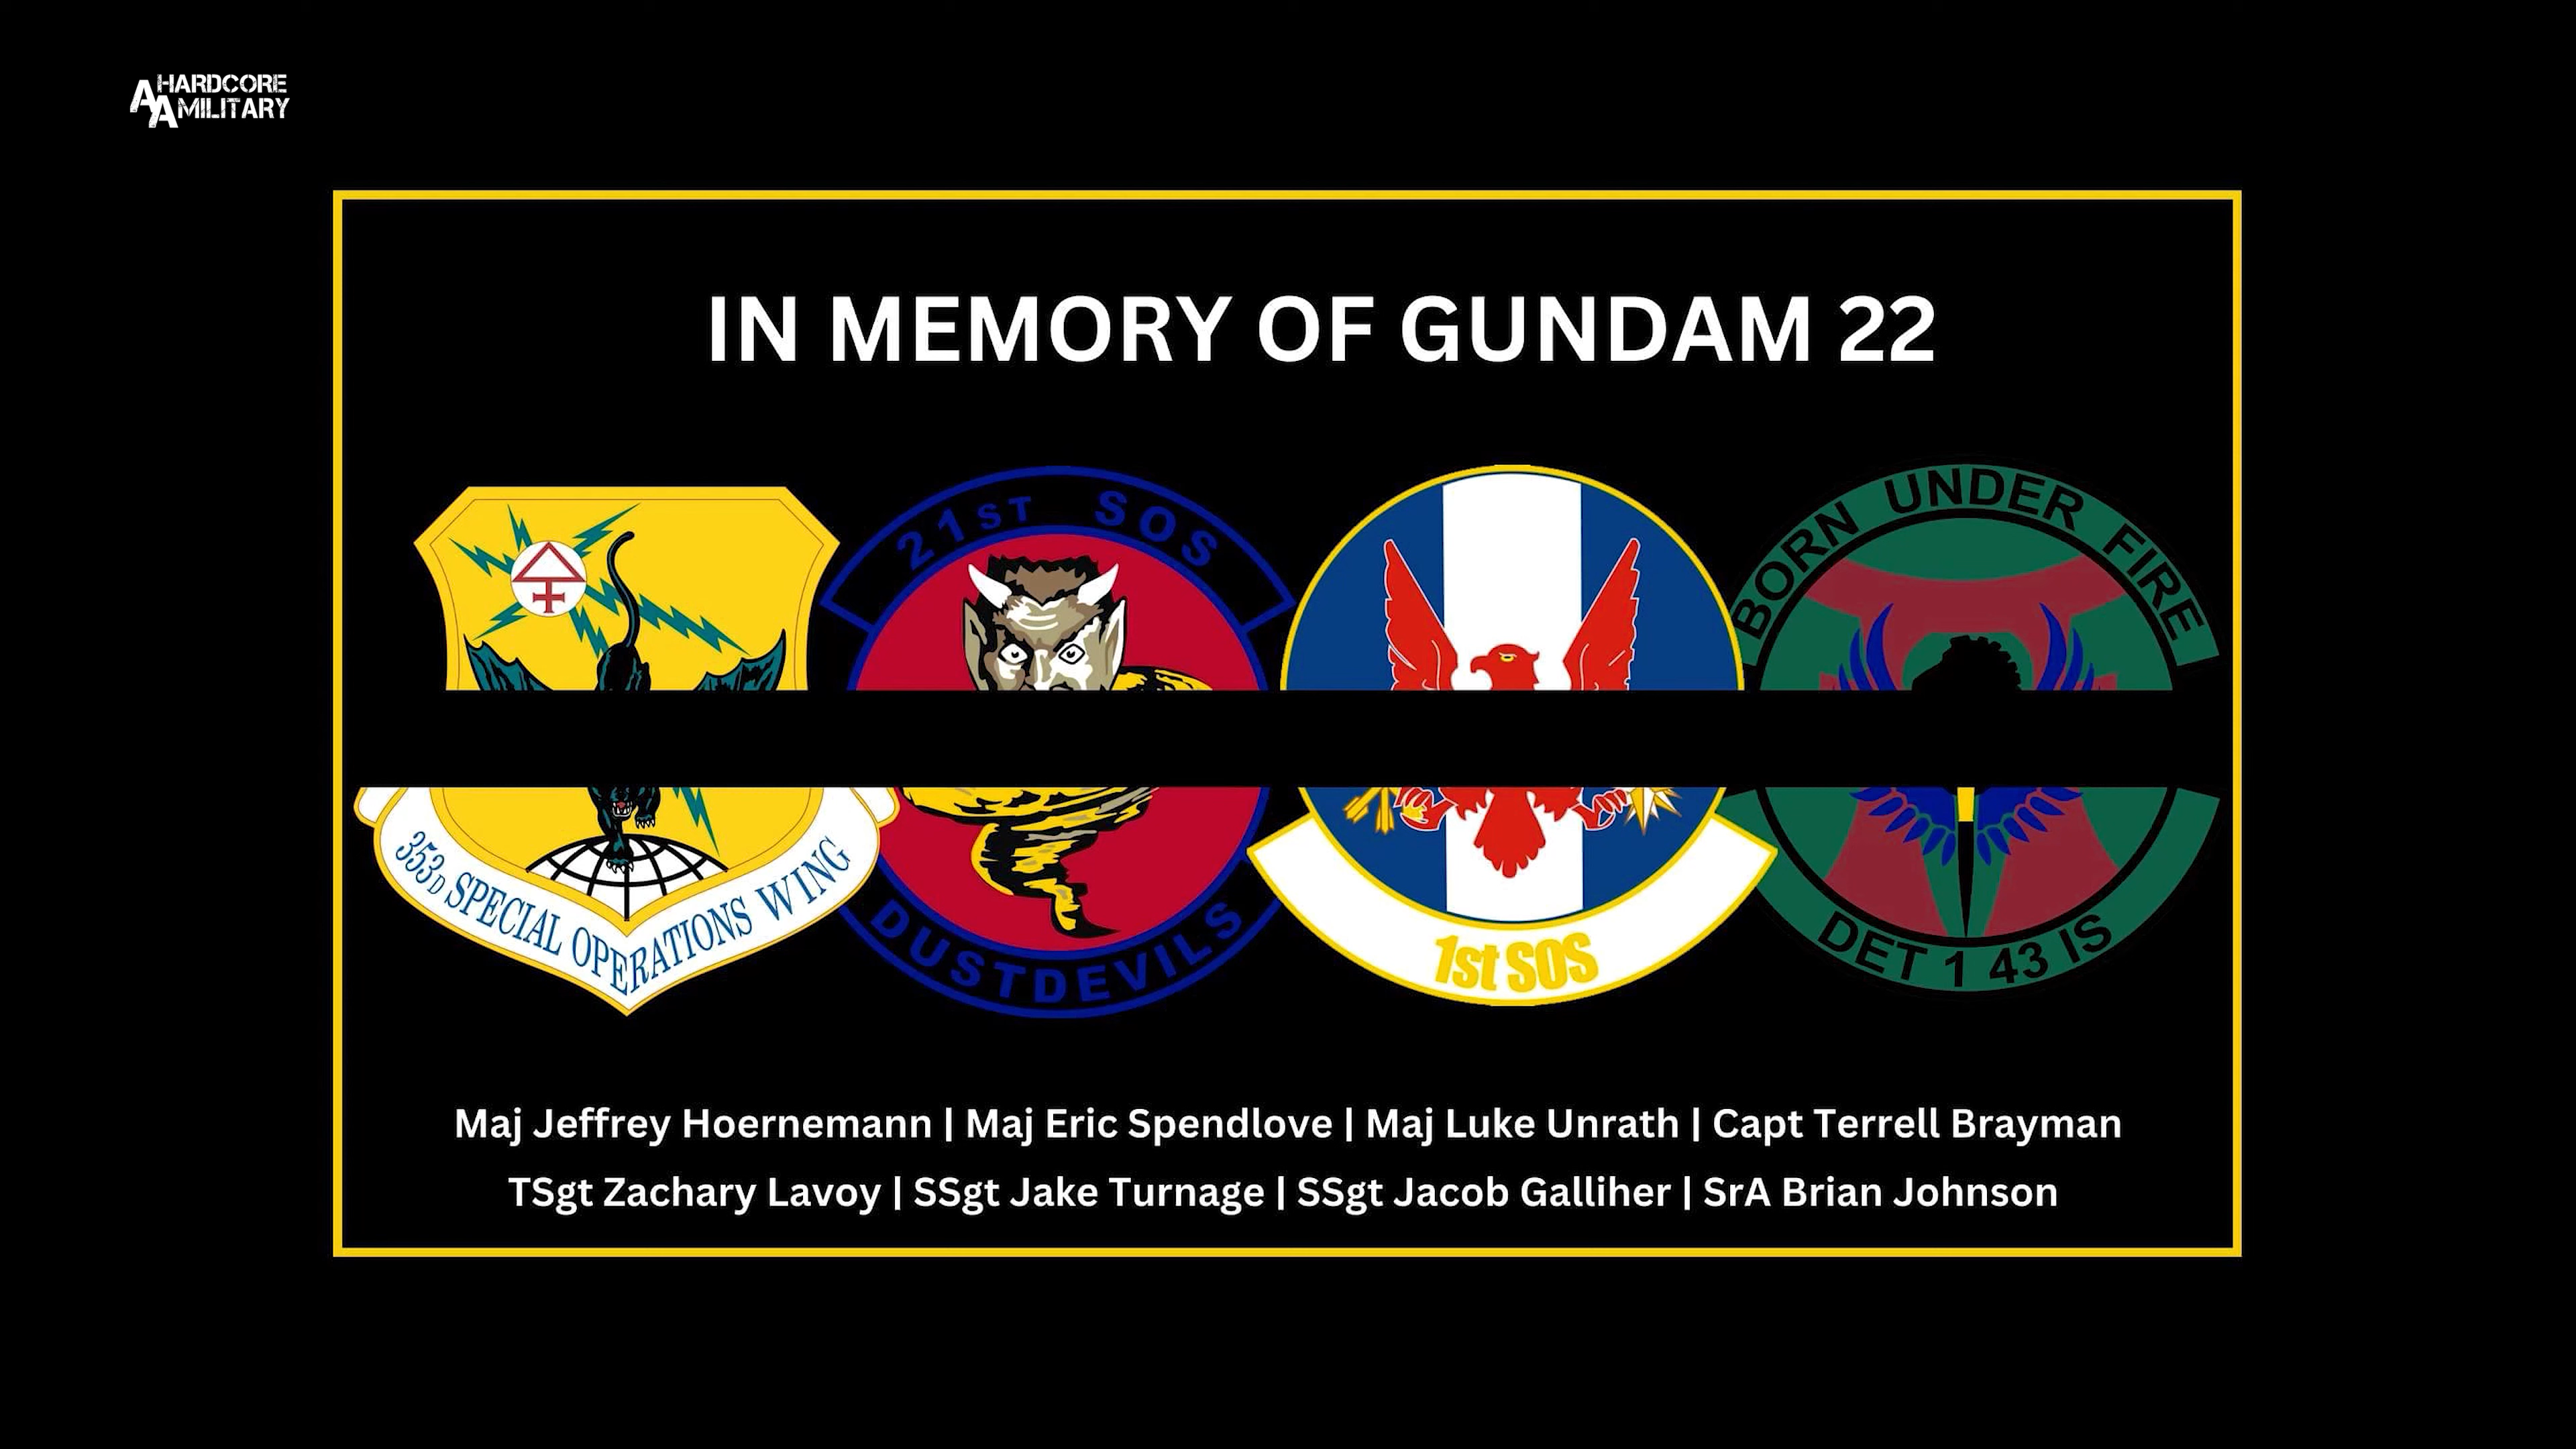 HARDCORE
MILITARY
IN MEMORY OF GUNDAM 22
353D SPECIAL OPERATIONS WING
21ST SOS
DUSTDEVILS
1st SOS
BORN UNDER FIRE
DET 1 43 IS
Maj Jeffrey Hoernemann | Maj Eric Spendlove | Maj Luke Unrath | Capt Terrell Brayman
TSgt Zachary Lavoy | SSgt Jake Turnage | SSgt Jacob Galliher | SrA Brian Johnson